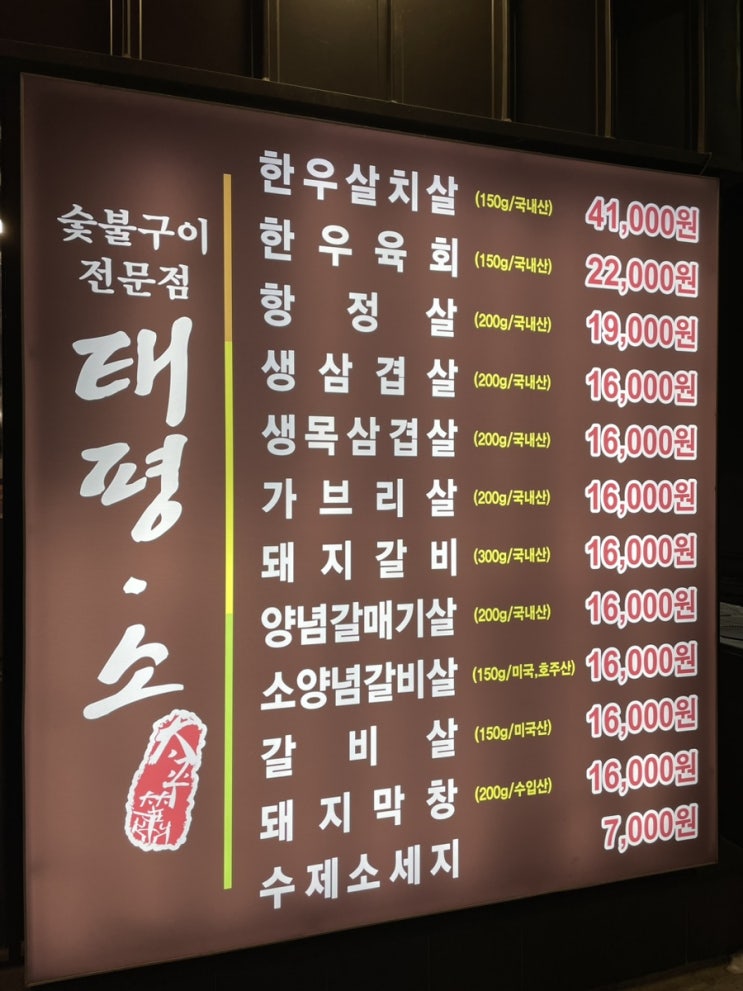 숯불구이
전문점
태평·소
한우살치살 (150g/국내산) 41,000원
한우육회 (150g/국내산) 22,000원
항정살 (200g/국내산) 19,000원
생삼겹살 (200g/국내산) 16,000원
생목삼겹살 (200g/국내산) 16,000원
가브리살 (200g/국내산) 16,000원
돼지갈비 (300g/국내산) 16,000원
양념갈매기살 (200g/국내산) 16,000원
소양념갈비살 (150g/미국,호주산) 16,000원
갈비살 (150g/미국산) 16,000원
돼지막창 (200g/수입산) 16,000원
수제소세지 7,000원